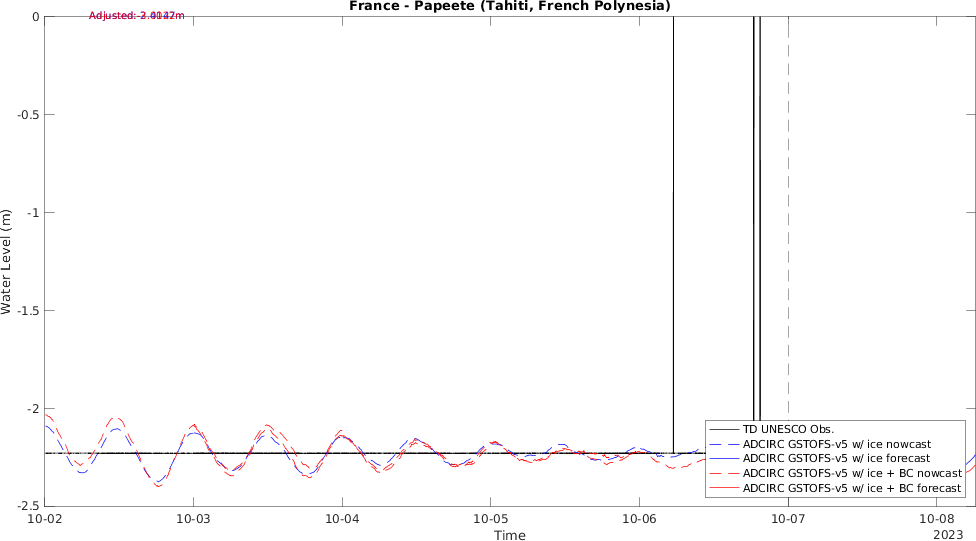 France - Papeete (Tahiti, French Polynesia)
Adjusted:
0
-0.5
-1
-1.5
-2
-2.5
Water Level (m)
TD UNESCO Obs.
ADCIRC GSTOFS-v5 w/ ice nowcast
ADCIRC GSTOFS-v5 w/ ice forecast
ADCIRC GSTOFS-v5 w/ ice + BC nowcast
ADCIRC GSTOFS-v5 w/ ice + BC forecast
10-02 10-03 10-04 10-05 10-06 10-07 10-08
Time
2023